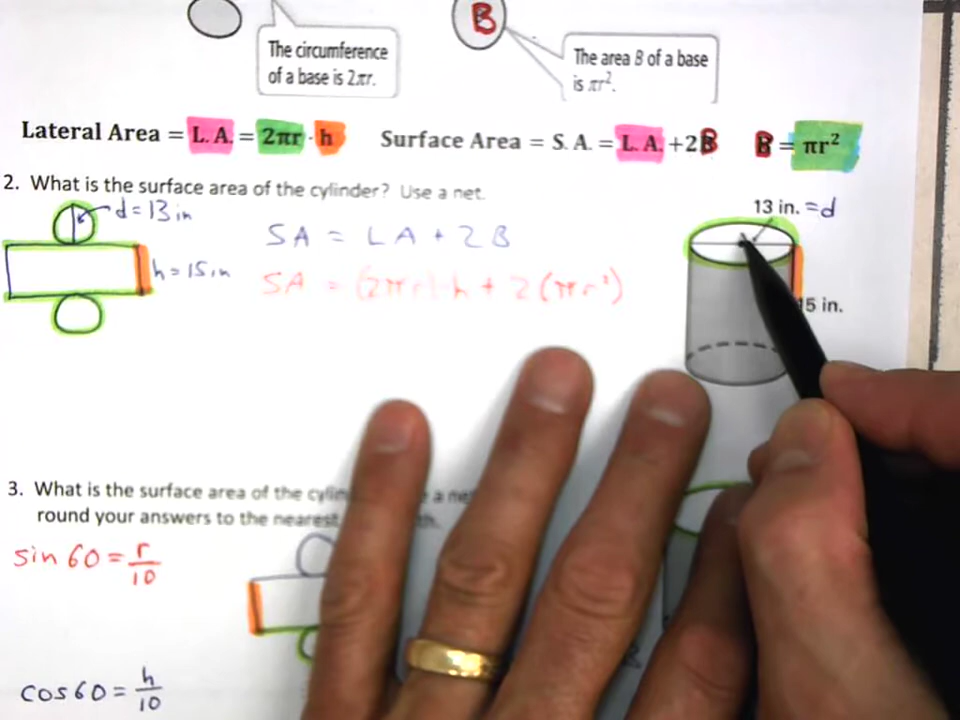 The circumference
of a base is 2πr.
B
The area B of a base
is πr².
Lateral Area = L.A. = 2πr · h
Surface Area = S.A. = L.A. + 2B
B = πr²
2. What is the surface area of the cylinder? Use a net.
d = 13 in
h = 15 in
SA = LA + 2B
SA = (2πr)·h + 2(πr²)
13 in. = d
5 in.
3. What is the surface area of the cylin a ne
round your answers to the nearest
sin 60 = r/10
cos 60 = h/10